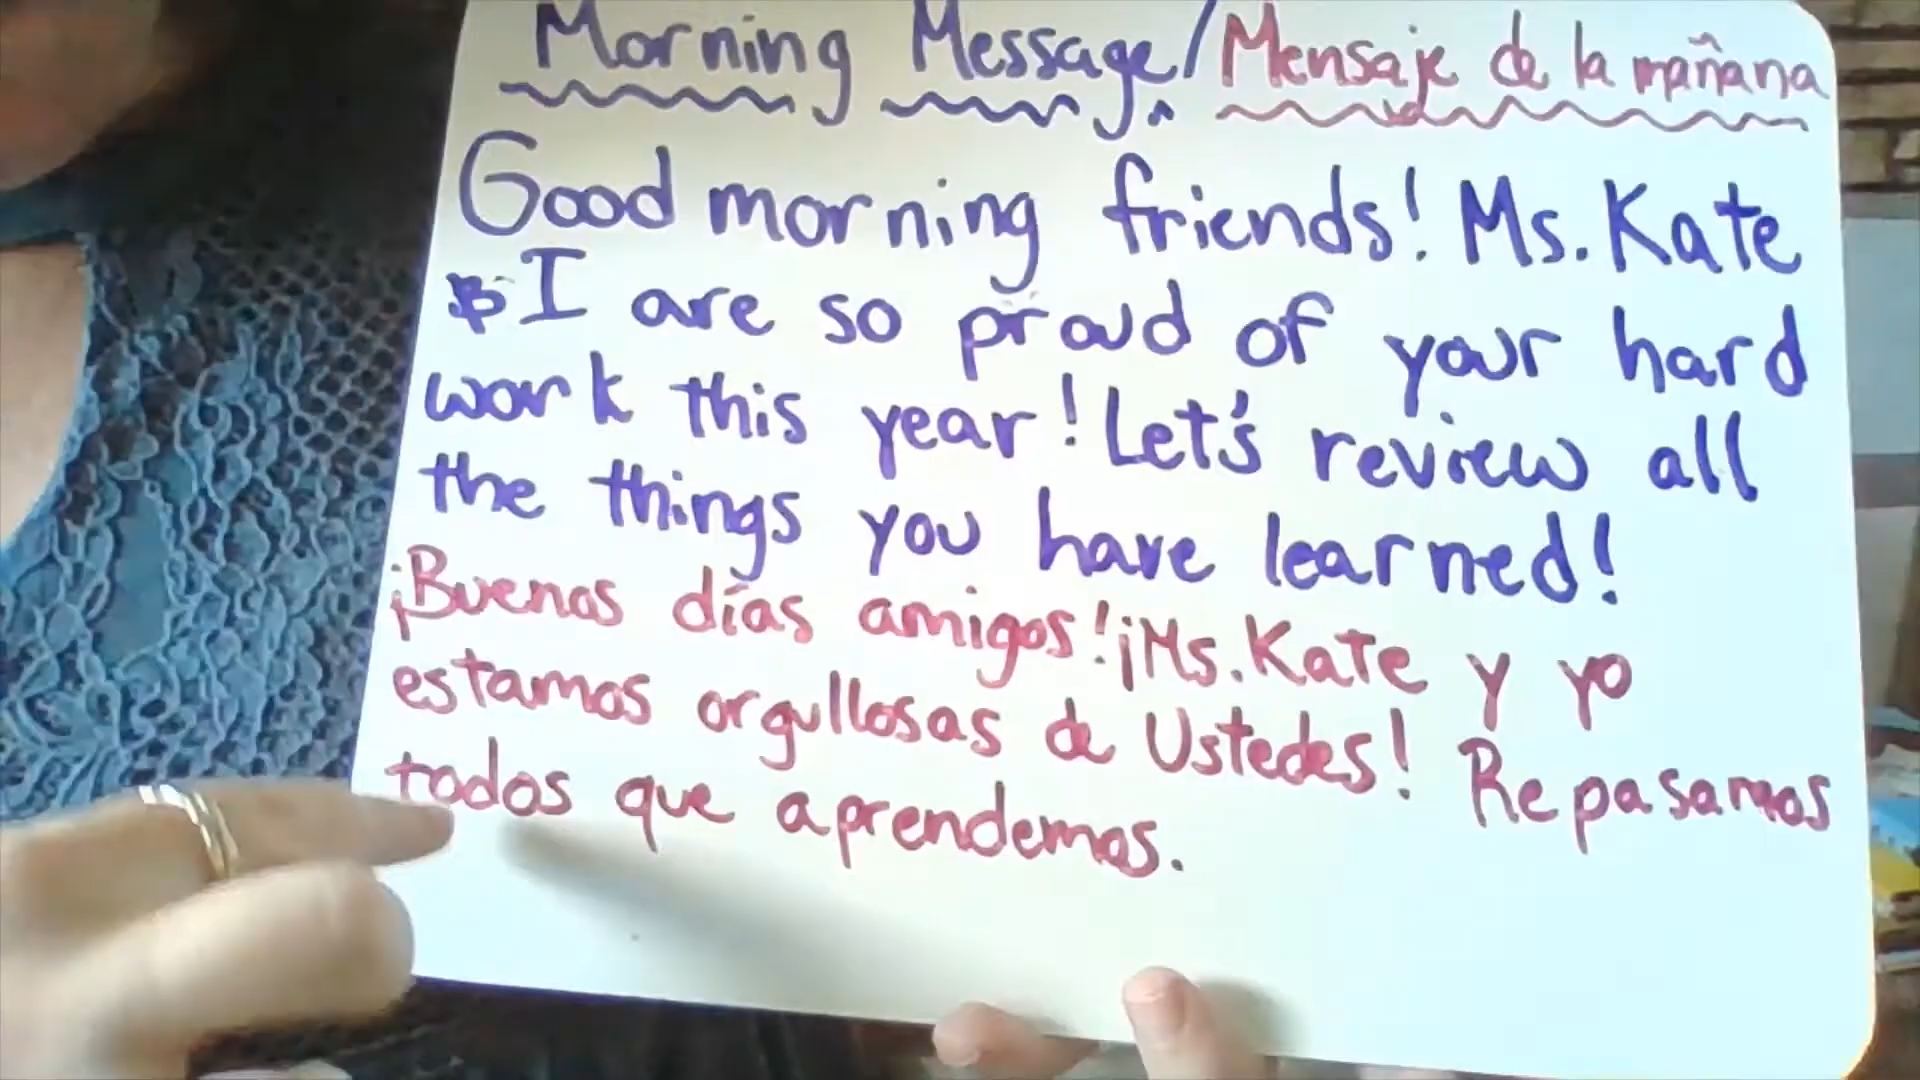 Morning Message/Mensaje de la mañana
Good morning friends! Ms. Kate
& I are so proud of your hard
work this year! Let's review all
the things you have learned!
¡Buenos días amigos! ¡Ms. Kate y yo
estamos orgullosas de Ustedes! Repasamos
todos que aprendemos.